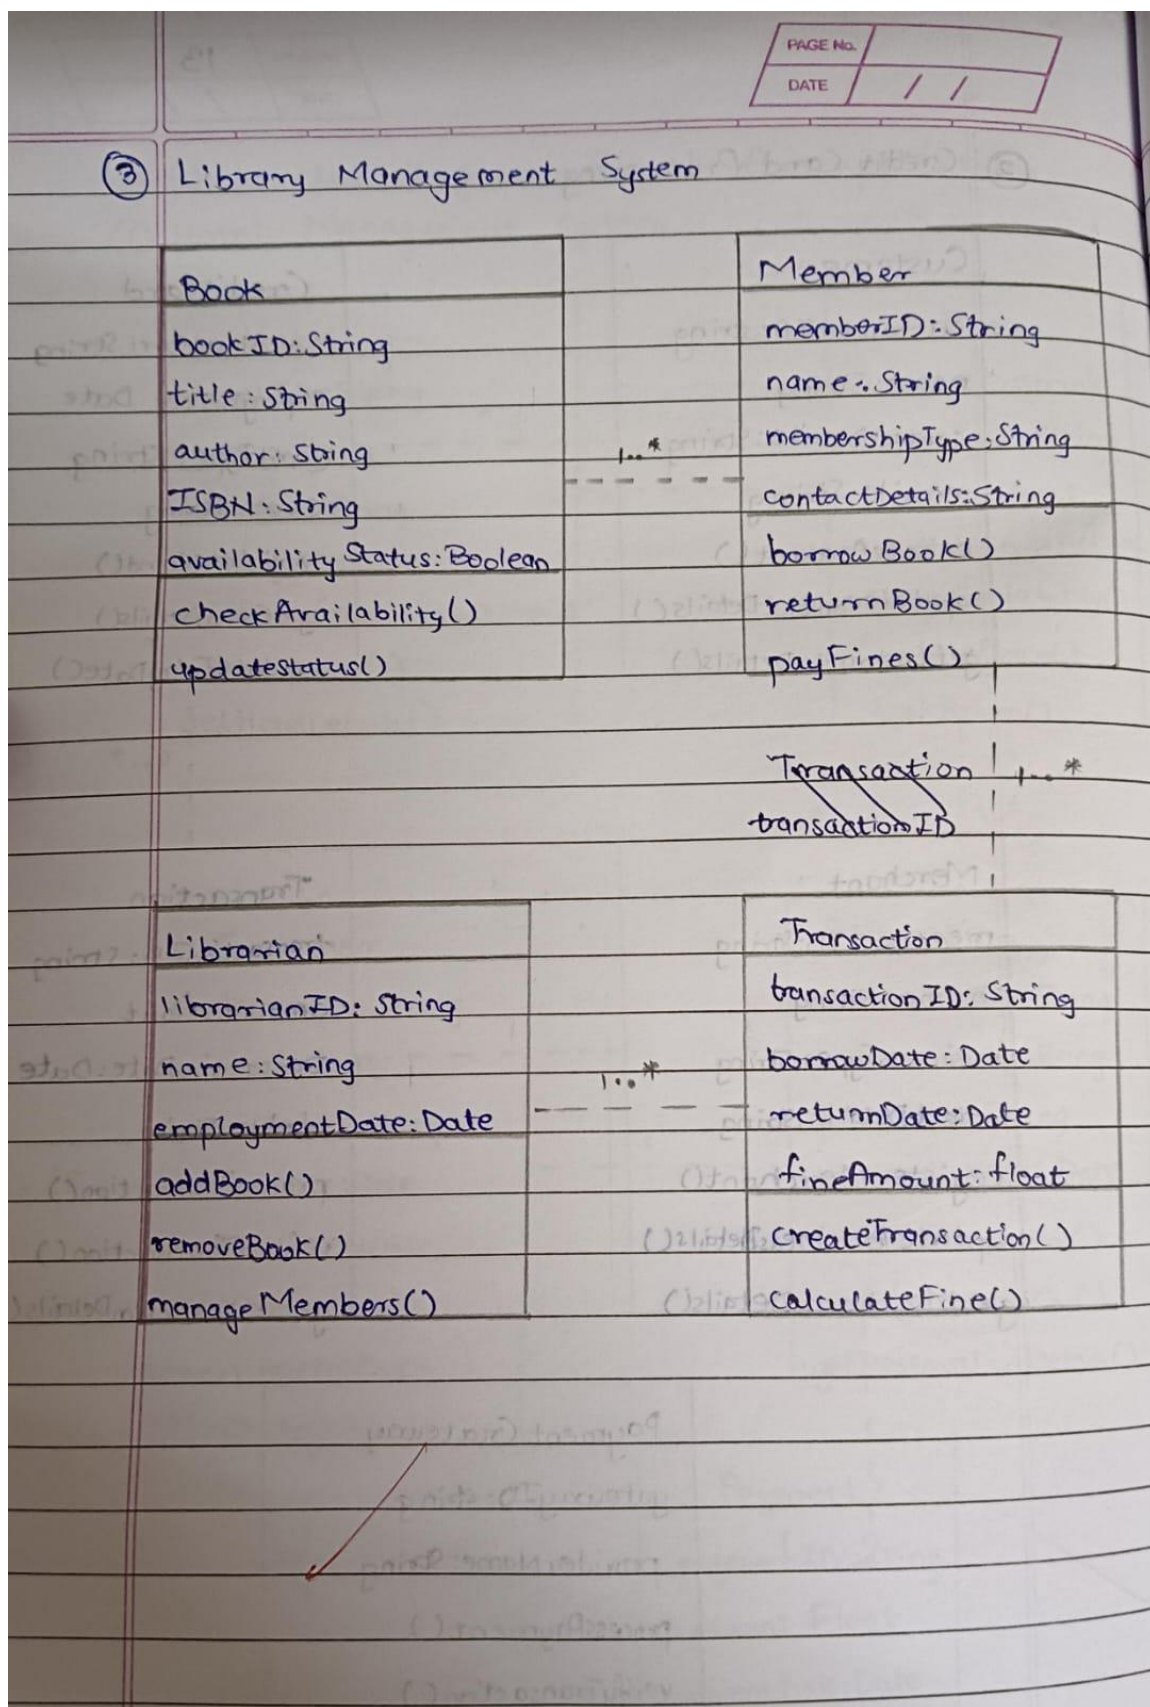 PAGE No.
DATE / /
③ Library Management System
Book
bookID:String
title:String
author:String
ISBN:String
availabilityStatus:Boolean
checkAvailability()
updatestatus()
1..*
Member
memberID:String
name:String
membershipType:String
contactDetails:String
borrowBook()
returnBook()
payFines()
Transaction
1...*
transactionID
Librarian
librarianID: String
name:String
employmentDate:Date
addBook()
removeBook()
manageMembers()
1..*
Transaction
transactionID: String
borrowDate:Date
returnDate:Date
fineAmount:float
createTransaction()
calculateFine()